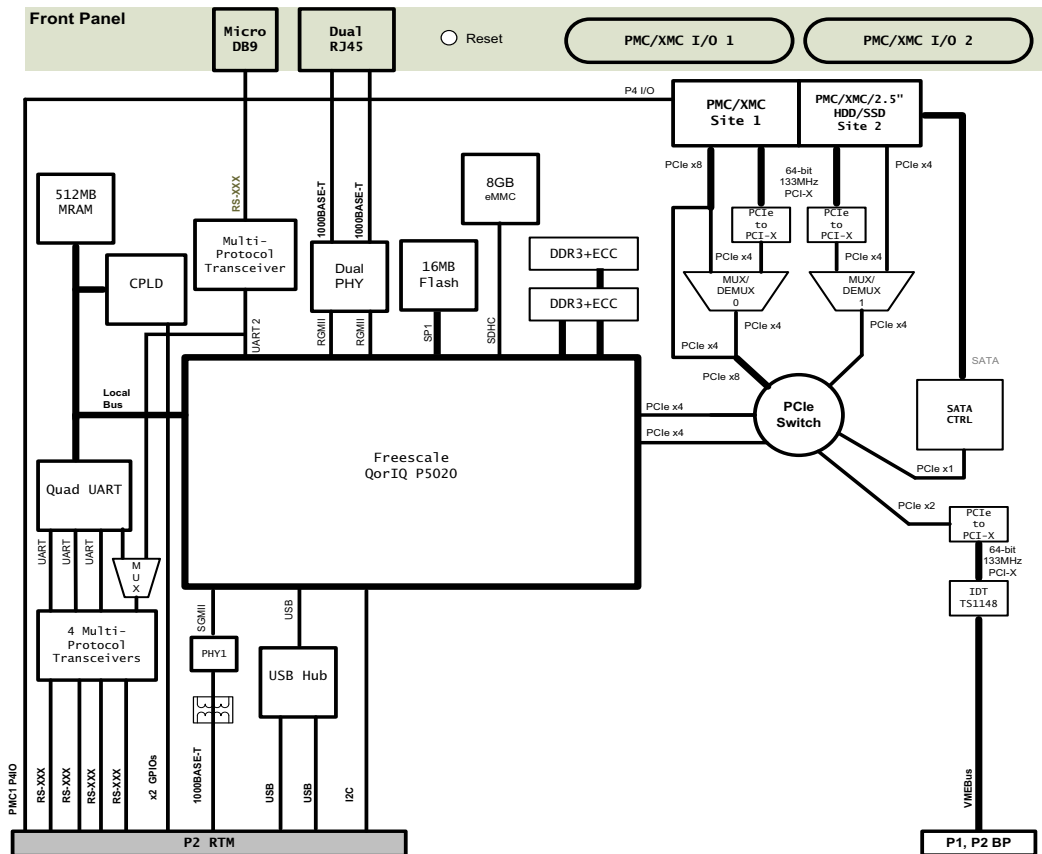 Front Panel
Micro
DB9
Dual
RJ45
Reset
PMC/XMC I/O 1
PMC/XMC I/O 2
P4 I/O
PMC/XMC
Site 1
PMC/XMC/2.5"
HDD/SSD
Site 2
PCIe x8
64-bit
133MHz
PCI-X
PCIe x4
512MB
MRAM
RS-XXX
1000BASE-T
1000BASE-T
8GB
eMMC
PCIe
to
PCI-X
PCIe
to
PCI-X
Multi-
Protocol
Transceiver
Dual
PHY
16MB
Flash
DDR3+ECC
DDR3+ECC
CPLD
PCIe x4
PCIe x4
PCIe x4
PCIe x4
MUX/
DEMUX
0
MUX/
DEMUX
1
UART 2
RGMII
RGMII
SP1
SDHC
PCIe x4
PCIe x4
PCIe x4
PCIe x8
SATA
Local
Bus
PCIe x4
PCIe x4
PCIe
Switch
SATA
CTRL
Freescale
QorIQ P5020
Quad UART
PCIe x1
PCIe x2
PCIe
to
PCI-X
64-bit
133MHz
PCI-X
IDT
TS1148
UART
UART
UART
M
U
X
4 Multi-
Protocol
Transceivers
SGMII
USB
PHY1
USB Hub
PMC1 P4IO
RS-XXX
RS-XXX
RS-XXX
RS-XXX
x2 GPIOs
1000BASE-T
USB
USB
I2C
VMEBus
P2 RTM
P1, P2 BP